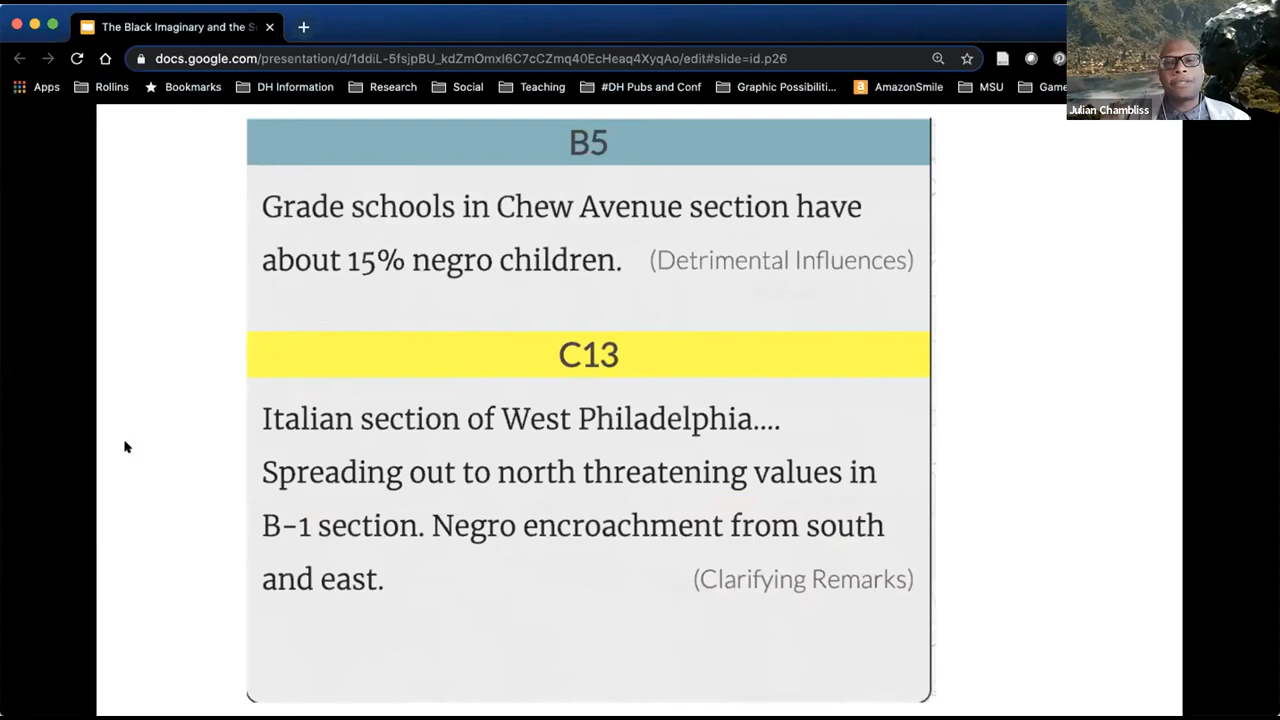 The Black Imaginary and the S
docs.google.com/presentation/d/1ddiL-5fsjpBU_kdZmOmxl6C7cCZmq40EcHeaq4XyqAo/edit#slide=id.p26
Apps Rollins Bookmarks DH Information Research Social Teaching #DH Pubs and Conf Graphic Possibiliti... AmazonSmile MSU Game
Julian Chambliss
B5
Grade schools in Chew Avenue section have
about 15% negro children. (Detrimental Influences)
C13
Italian section of West Philadelphia....
Spreading out to north threatening values in
B-1 section. Negro encroachment from south
and east. (Clarifying Remarks)